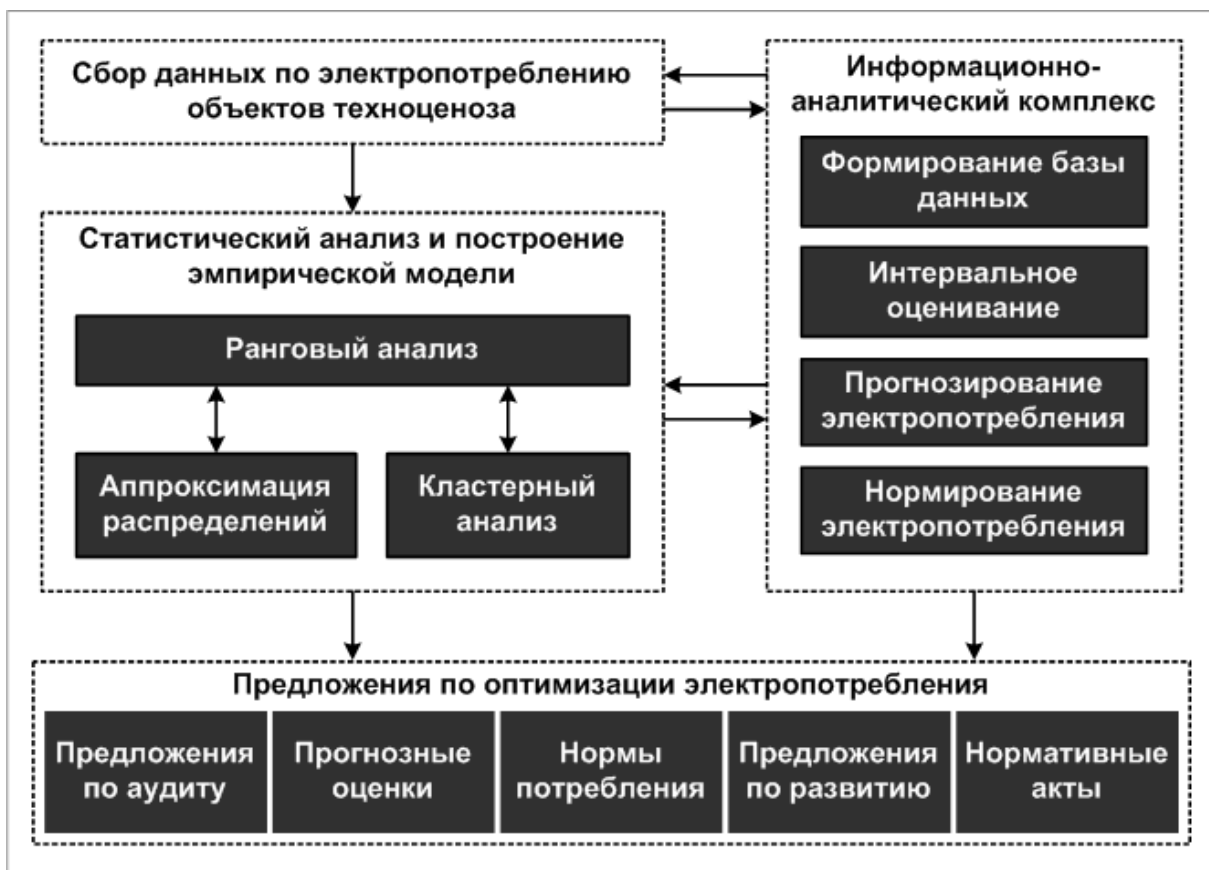 Сбор данных по электропотреблению
объектов техноценоза
Информационно-
аналитический комплекс
Формирование базы
данных
Интервальное
оценивание
Прогнозирование
электропотребления
Нормирование
электропотребления
Статистический анализ и построение
эмпирической модели
Ранговый анализ
Аппроксимация
распределений
Кластерный
анализ
Предложения по оптимизации электропотребления
Предложения
по аудиту
Прогнозные
оценки
Нормы
потребления
Предложения
по развитию
Нормативные
акты